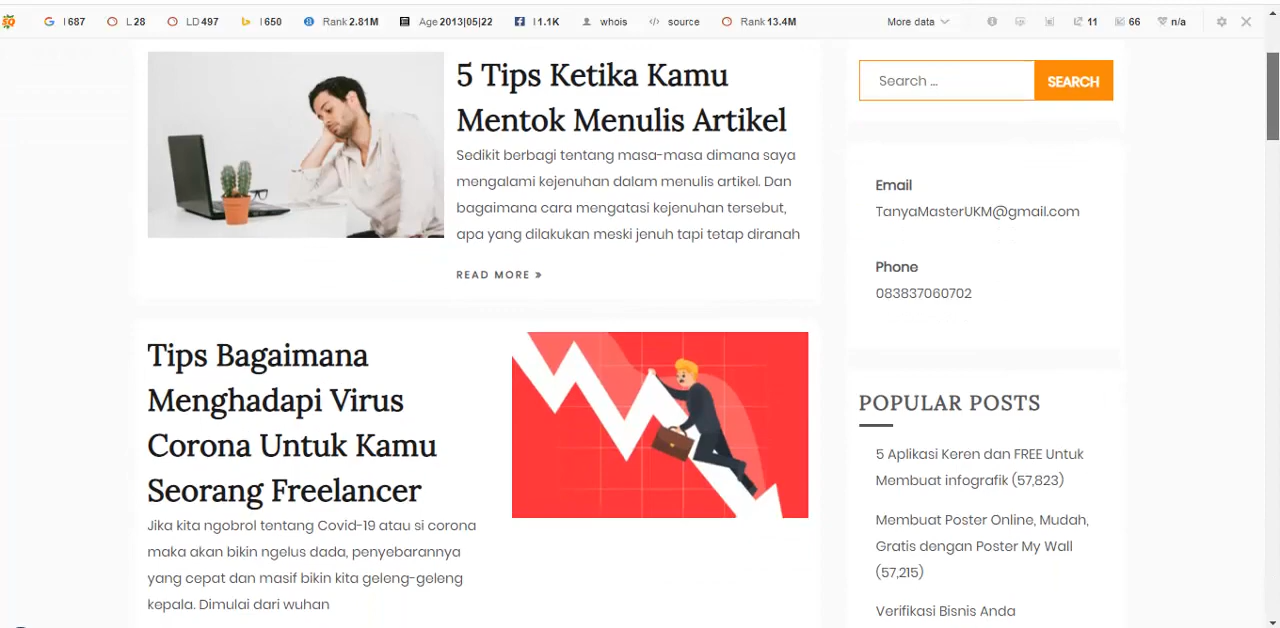 I 687
L 28
LD 497
I 650
Rank 2.81M
Age 2013|05|22
I 1.1K
whois
source
Rank 13.4M
More data
11
66
n/a
5 Tips Ketika Kamu
Mentok Menulis Artikel
Sedikit berbagi tentang masa-masa dimana saya
mengalami kejenuhan dalam menulis artikel. Dan
bagaimana cara mengatasi kejenuhan tersebut,
apa yang dilakukan meski jenuh tapi tetap diranah
READ MORE »
Tips Bagaimana
Menghadapi Virus
Corona Untuk Kamu
Seorang Freelancer
Jika kita ngobrol tentang Covid-19 atau si corona
maka akan bikin ngelus dada, penyebarannya
yang cepat dan masif bikin kita geleng-geleng
kepala. Dimulai dari wuhan
Search ...
SEARCH
Email
TanyaMasterUKM@gmail.com
Phone
083837060702
POPULAR POSTS
5 Aplikasi Keren dan FREE Untuk
Membuat infografik (57,823)
Membuat Poster Online, Mudah,
Gratis dengan Poster My Wall
(57,215)
Verifikasi Bisnis Anda